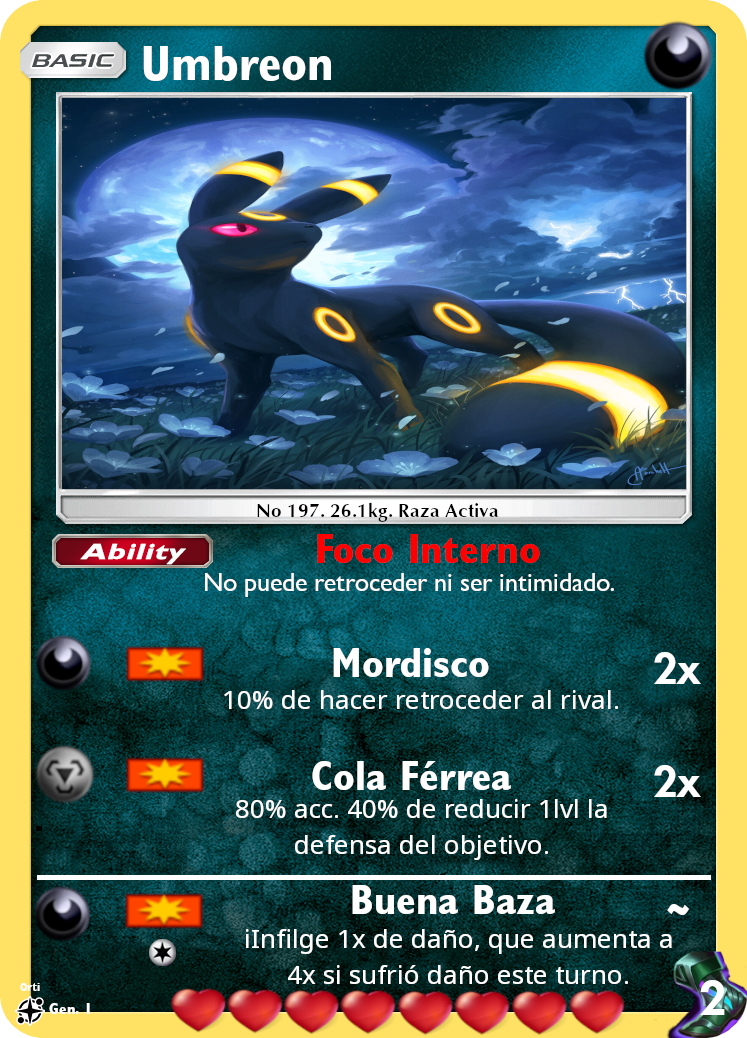 BASIC Umbreon
No 197. 26.1kg. Raza Activa
Ability Foco Interno
No puede retroceder ni ser intimidado.
Mordisco 2x
10% de hacer retroceder al rival.
Cola Férrea 2x
80% acc. 40% de reducir 1lvl la
defensa del objetivo.
Buena Baza ~
iInfilge 1x de daño, que aumenta a
4x si sufrió daño este turno.
Orti
Gen. I
2